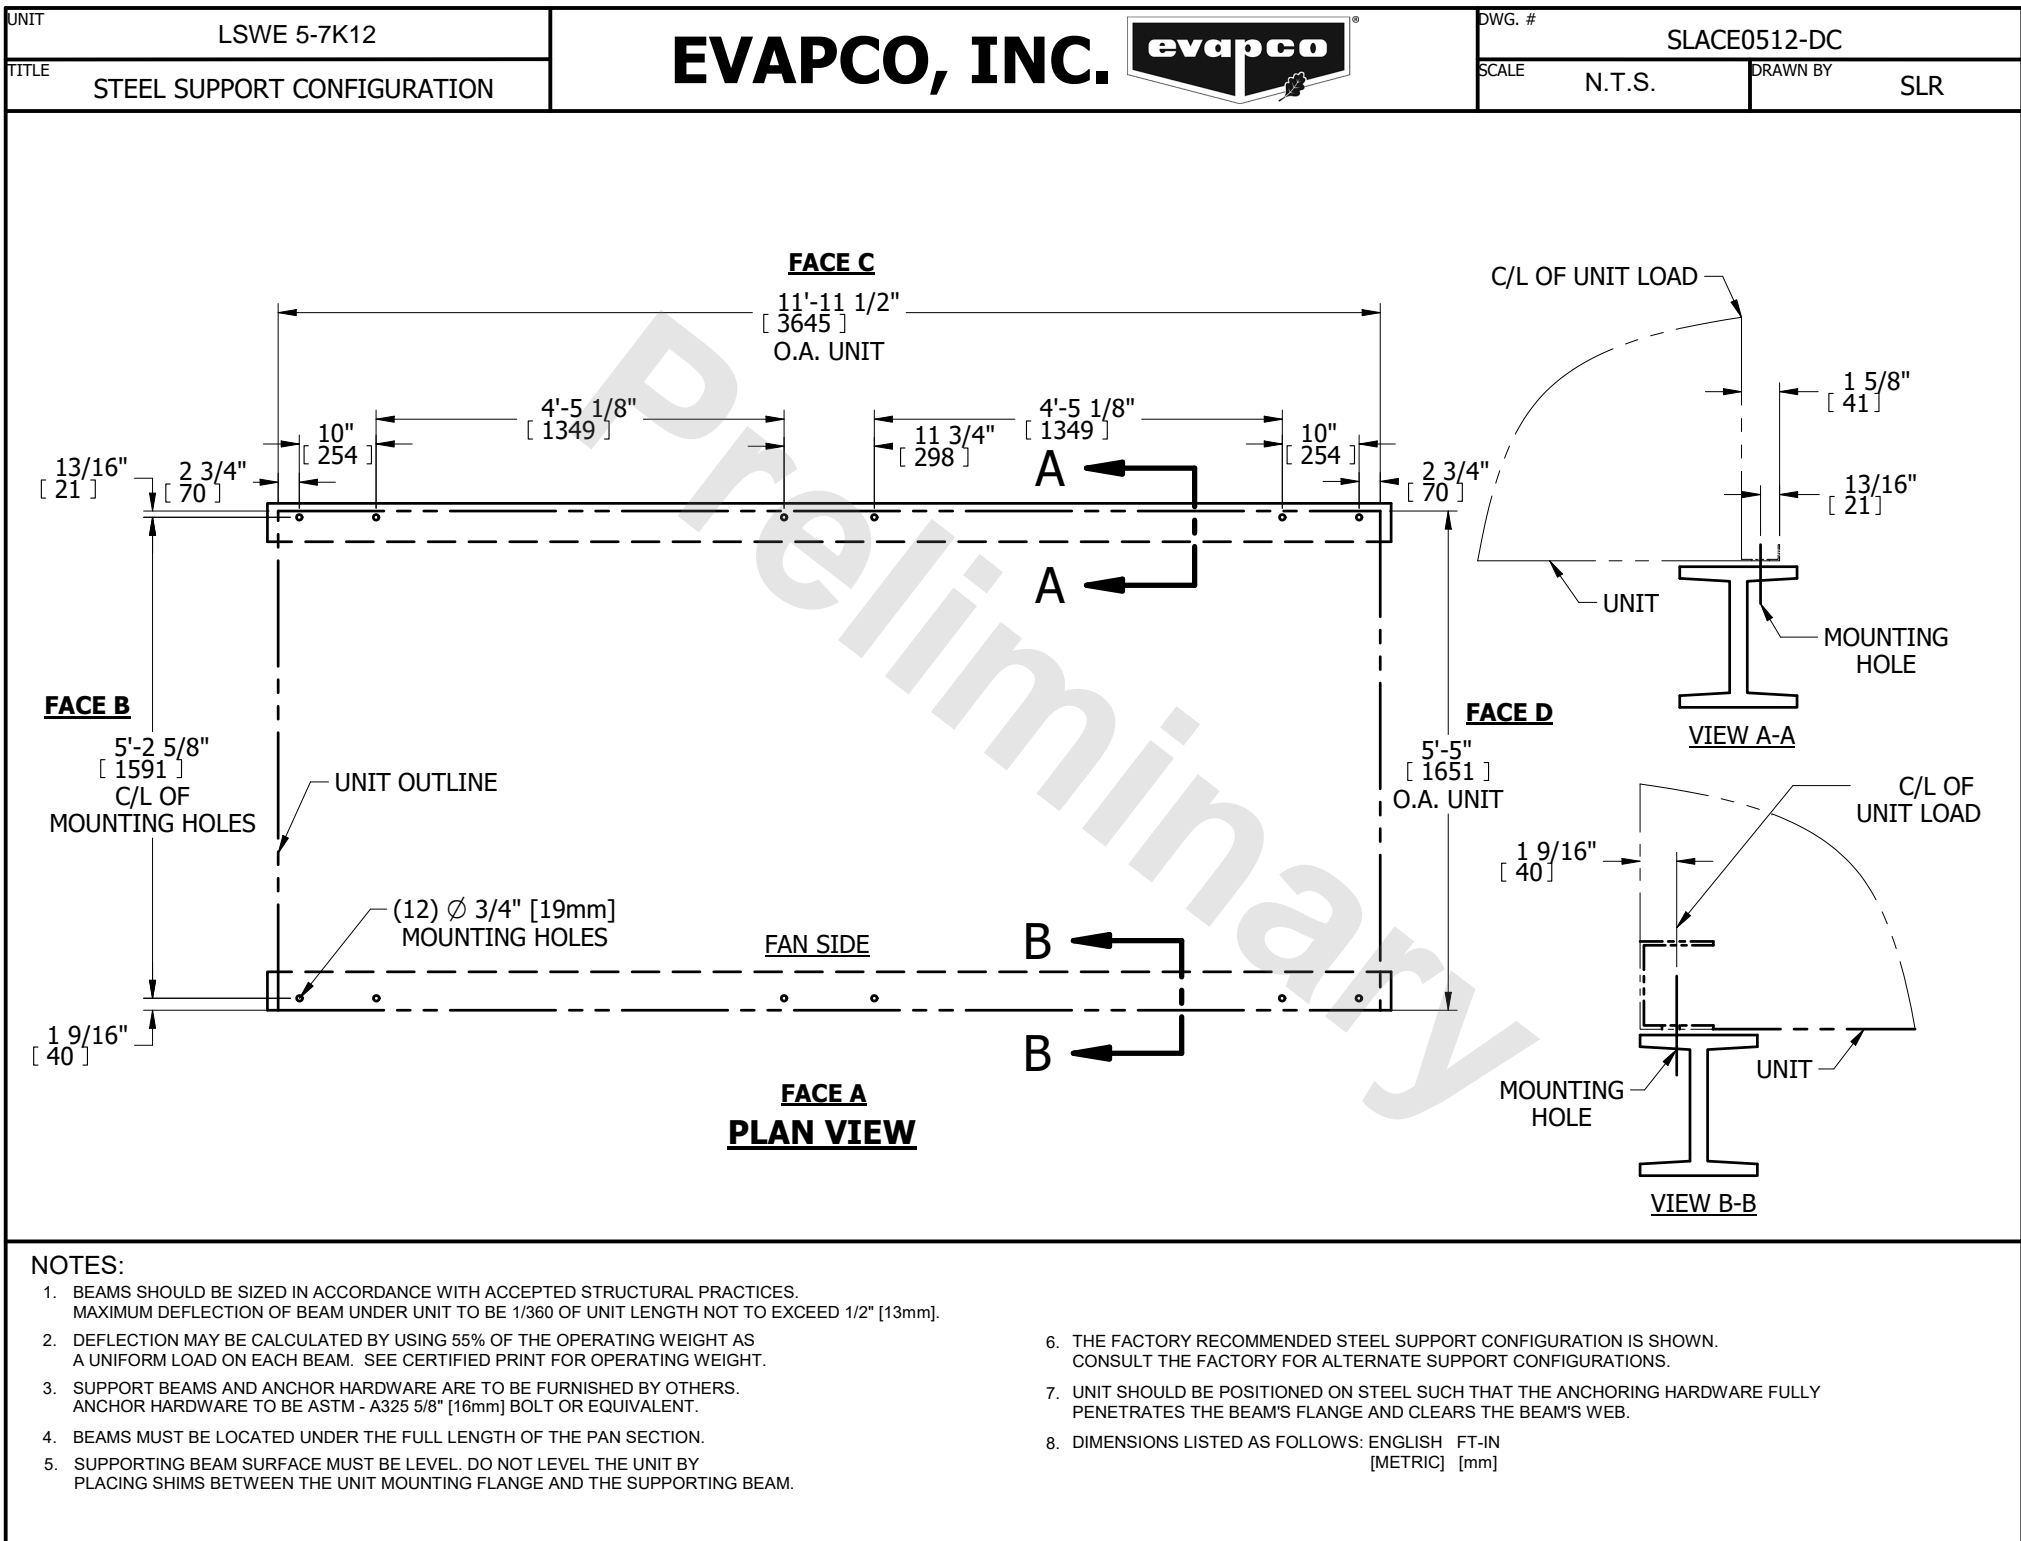 UNIT
LSWE 5-7K12
TITLE
STEEL SUPPORT CONFIGURATION
EVAPCO, INC.
evapco
®
DWG. #
SLACE0512-DC
SCALE
N.T.S.
DRAWN BY
SLR
FACE C
11'-11 1/2"
[ 3645 ]
O.A. UNIT
4'-5 1/8"
[ 1349 ]
4'-5 1/8"
[ 1349 ]
10"
[ 254 ]
11 3/4"
[ 298 ]
10"
[ 254 ]
13/16"
[ 21 ]
2 3/4"
[ 70 ]
2 3/4"
[ 70 ]
A
A
FACE B
5'-2 5/8"
[ 1591 ]
C/L OF
MOUNTING HOLES
UNIT OUTLINE
FACE D
5'-5"
[ 1651 ]
O.A. UNIT
(12) Ø 3/4" [19mm]
MOUNTING HOLES
FAN SIDE
B
B
1 9/16"
[ 40 ]
FACE A
PLAN VIEW
Preliminary
C/L OF UNIT LOAD
1 5/8"
[ 41 ]
13/16"
[ 21 ]
UNIT
MOUNTING
HOLE
VIEW A-A
C/L OF
UNIT LOAD
1 9/16"
[ 40 ]
UNIT
MOUNTING
HOLE
VIEW B-B
NOTES:
1. BEAMS SHOULD BE SIZED IN ACCORDANCE WITH ACCEPTED STRUCTURAL PRACTICES.
MAXIMUM DEFLECTION OF BEAM UNDER UNIT TO BE 1/360 OF UNIT LENGTH NOT TO EXCEED 1/2" [13mm].
2. DEFLECTION MAY BE CALCULATED BY USING 55% OF THE OPERATING WEIGHT AS
A UNIFORM LOAD ON EACH BEAM. SEE CERTIFIED PRINT FOR OPERATING WEIGHT.
3. SUPPORT BEAMS AND ANCHOR HARDWARE ARE TO BE FURNISHED BY OTHERS.
ANCHOR HARDWARE TO BE ASTM - A325 5/8" [16mm] BOLT OR EQUIVALENT.
4. BEAMS MUST BE LOCATED UNDER THE FULL LENGTH OF THE PAN SECTION.
5. SUPPORTING BEAM SURFACE MUST BE LEVEL. DO NOT LEVEL THE UNIT BY
PLACING SHIMS BETWEEN THE UNIT MOUNTING FLANGE AND THE SUPPORTING BEAM.
6. THE FACTORY RECOMMENDED STEEL SUPPORT CONFIGURATION IS SHOWN.
CONSULT THE FACTORY FOR ALTERNATE SUPPORT CONFIGURATIONS.
7. UNIT SHOULD BE POSITIONED ON STEEL SUCH THAT THE ANCHORING HARDWARE FULLY
PENETRATES THE BEAM'S FLANGE AND CLEARS THE BEAM'S WEB.
8. DIMENSIONS LISTED AS FOLLOWS: ENGLISH FT-IN
[METRIC] [mm]